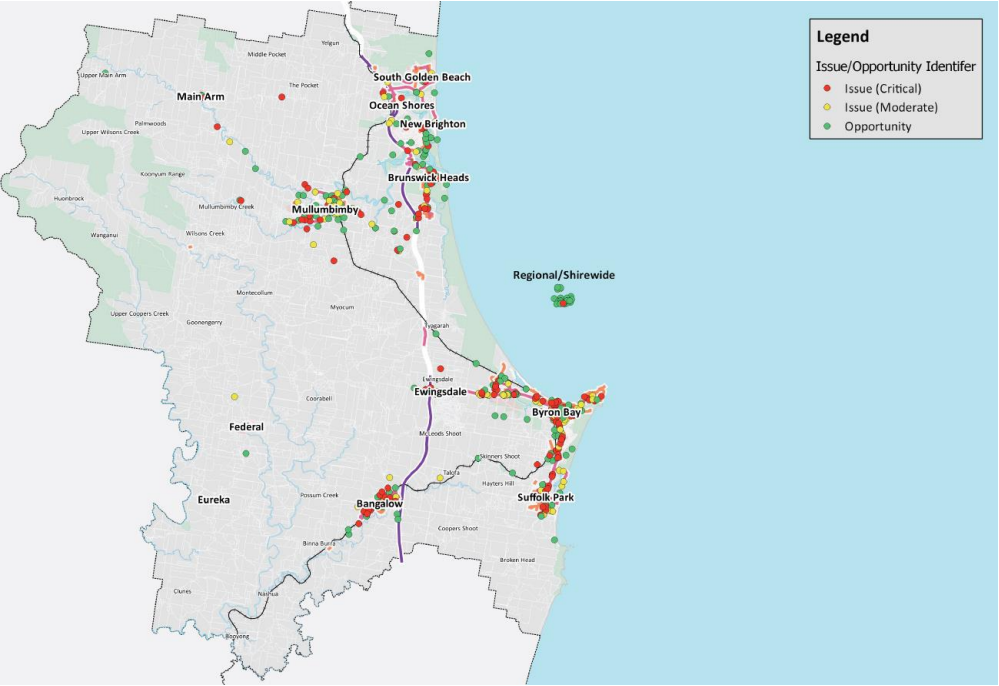 Legend
Issue/Opportunity Identifer
Issue (Critical)
Issue (Moderate)
Opportunity
Yelgun
Middle Pocket
Upper Main Arm
South Golden Beach
The Pocket
Main Arm
Ocean Shores
Palmwoods
New Brighton
Upper Wilsons Creek
Koonyum Range
Brunswick Heads
Huonbrook
Mullumbimby Creek
Mullumbimby
Wanganui
Wilsons Creek
Regional/Shirewide
Montecollum
Myocum
Upper Coopers Creek
Goonengerry
Tyagarah
Ewingsdale
Ewingsdale
Coorabell
Byron Bay
Federal
McLeods Shoot
Skinners Shoot
Talofa
Hayters Hill
Possum Creek
Suffolk Park
Eureka
Bangalow
Coopers Shoot
Binna Burra
Broken Head
Clunes
Nashua
Booyong